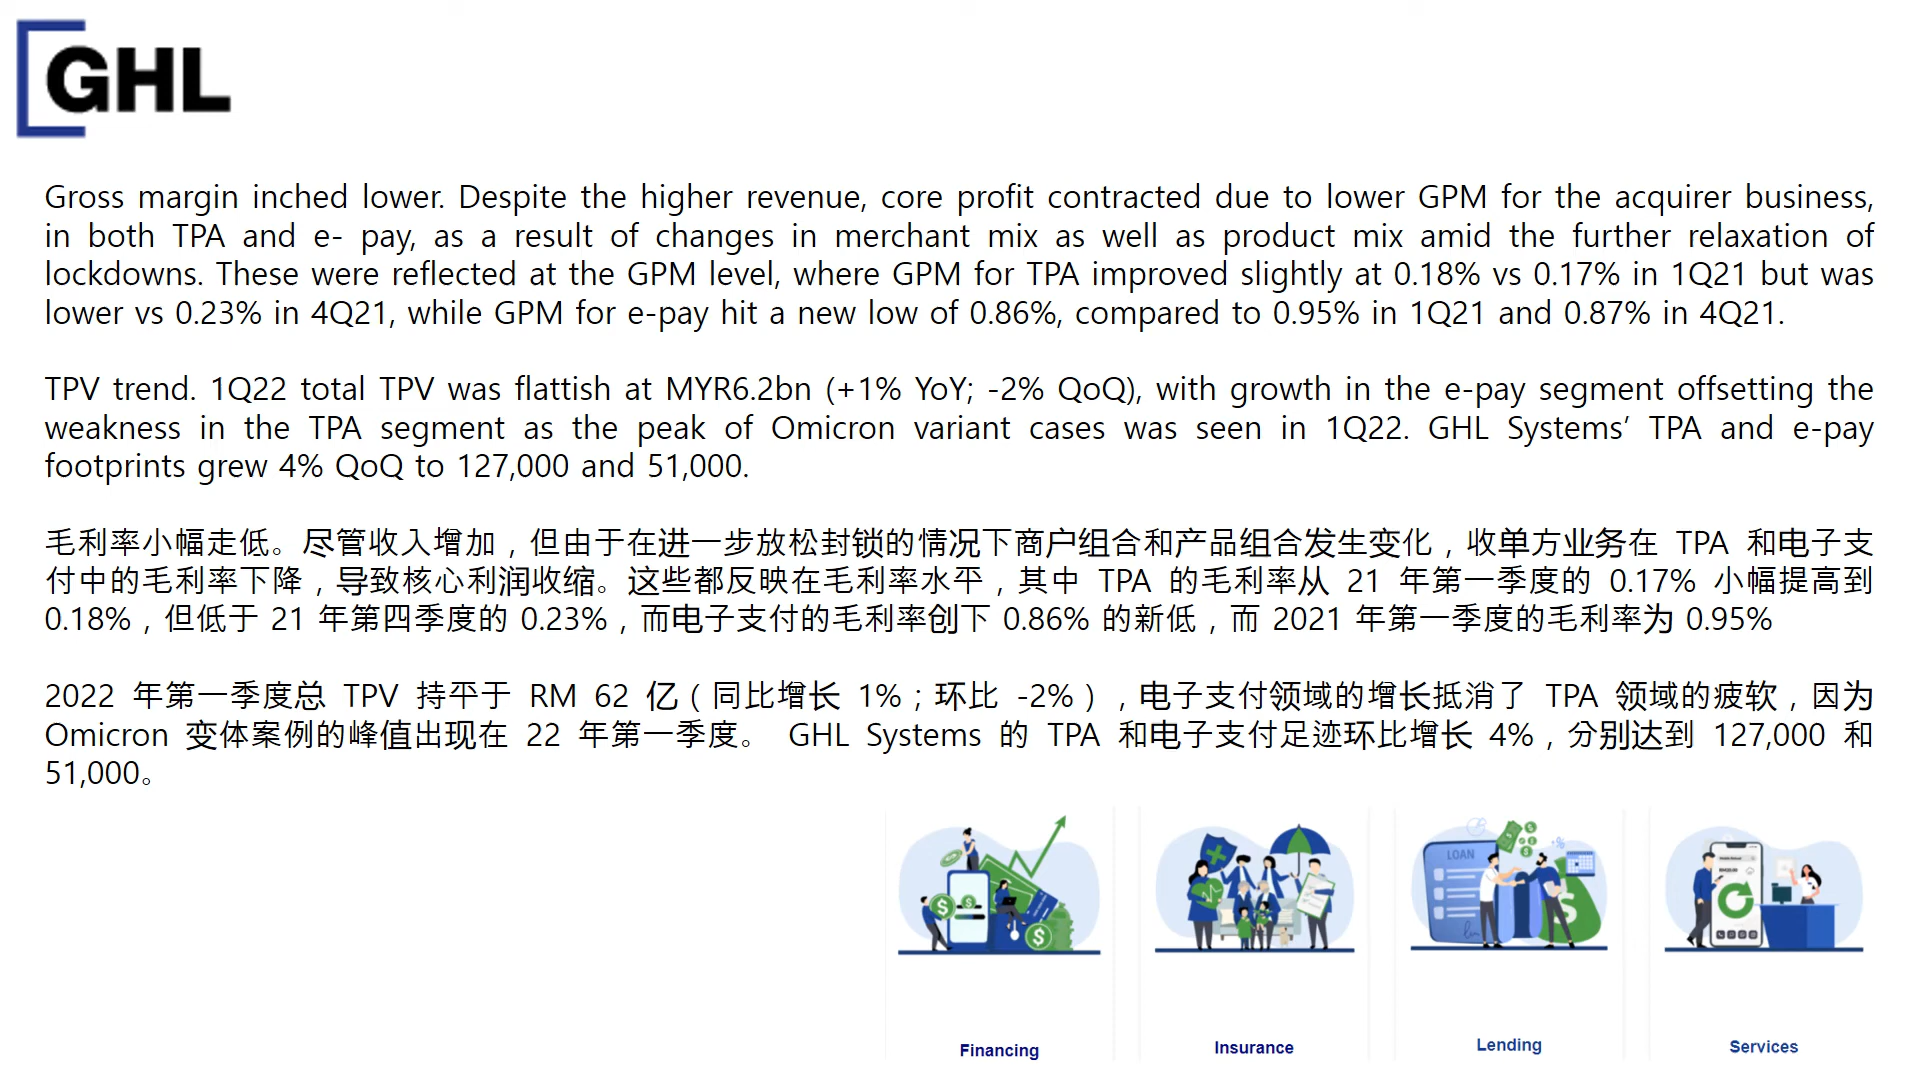 GHL
Gross margin inched lower. Despite the higher revenue, core profit contracted due to lower GPM for the acquirer business,
in both TPA and e- pay, as a result of changes in merchant mix as well as product mix amid the further relaxation of
lockdowns. These were reflected at the GPM level, where GPM for TPA improved slightly at 0.18% vs 0.17% in 1Q21 but was
lower vs 0.23% in 4Q21, while GPM for e-pay hit a new low of 0.86%, compared to 0.95% in 1Q21 and 0.87% in 4Q21.
TPV trend. 1Q22 total TPV was flattish at MYR6.2bn (+1% YoY; -2% QoQ), with growth in the e-pay segment offsetting the
weakness in the TPA segment as the peak of Omicron variant cases was seen in 1Q22. GHL Systems’ TPA and e-pay
footprints grew 4% QoQ to 127,000 and 51,000.
毛利率小幅走低。尽管收入增加，但由于在进一步放松封锁的情况下商户组合和产品组合发生变化，收单方业务在 TPA 和电子支
付中的毛利率下降，导致核心利润收缩。这些都反映在毛利率水平，其中 TPA 的毛利率从 21 年第一季度的 0.17% 小幅提高到
0.18%，但低于 21 年第四季度的 0.23%，而电子支付的毛利率创下 0.86% 的新低，而 2021 年第一季度的毛利率为 0.95%
2022 年第一季度总 TPV 持平于 RM 62 亿（同比增长 1%；环比 -2%），电子支付领域的增长抵消了 TPA 领域的疲软，因为
Omicron 变体案例的峰值出现在 22 年第一季度。 GHL Systems 的 TPA 和电子支付足迹环比增长 4%，分别达到 127,000 和
51,000。
LOAN
Financing
Insurance
Lending
Services